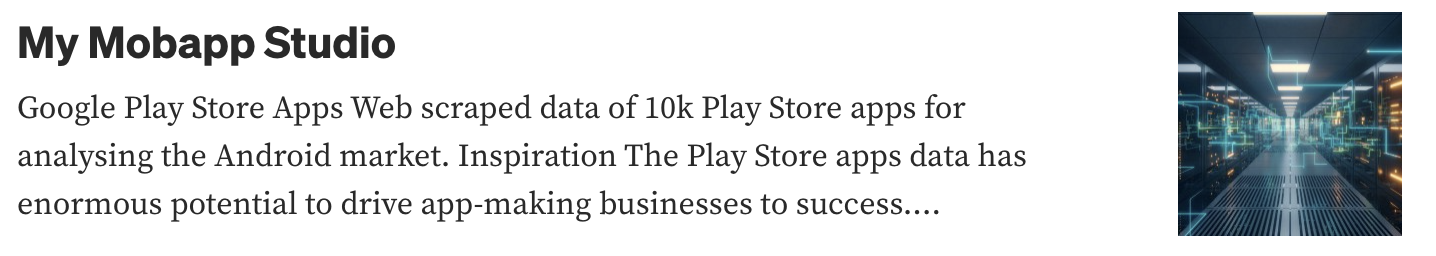 My Mobapp Studio
Google Play Store Apps Web scraped data of 10k Play Store apps for
analysing the Android market. Inspiration The Play Store apps data has
enormous potential to drive app-making businesses to success....